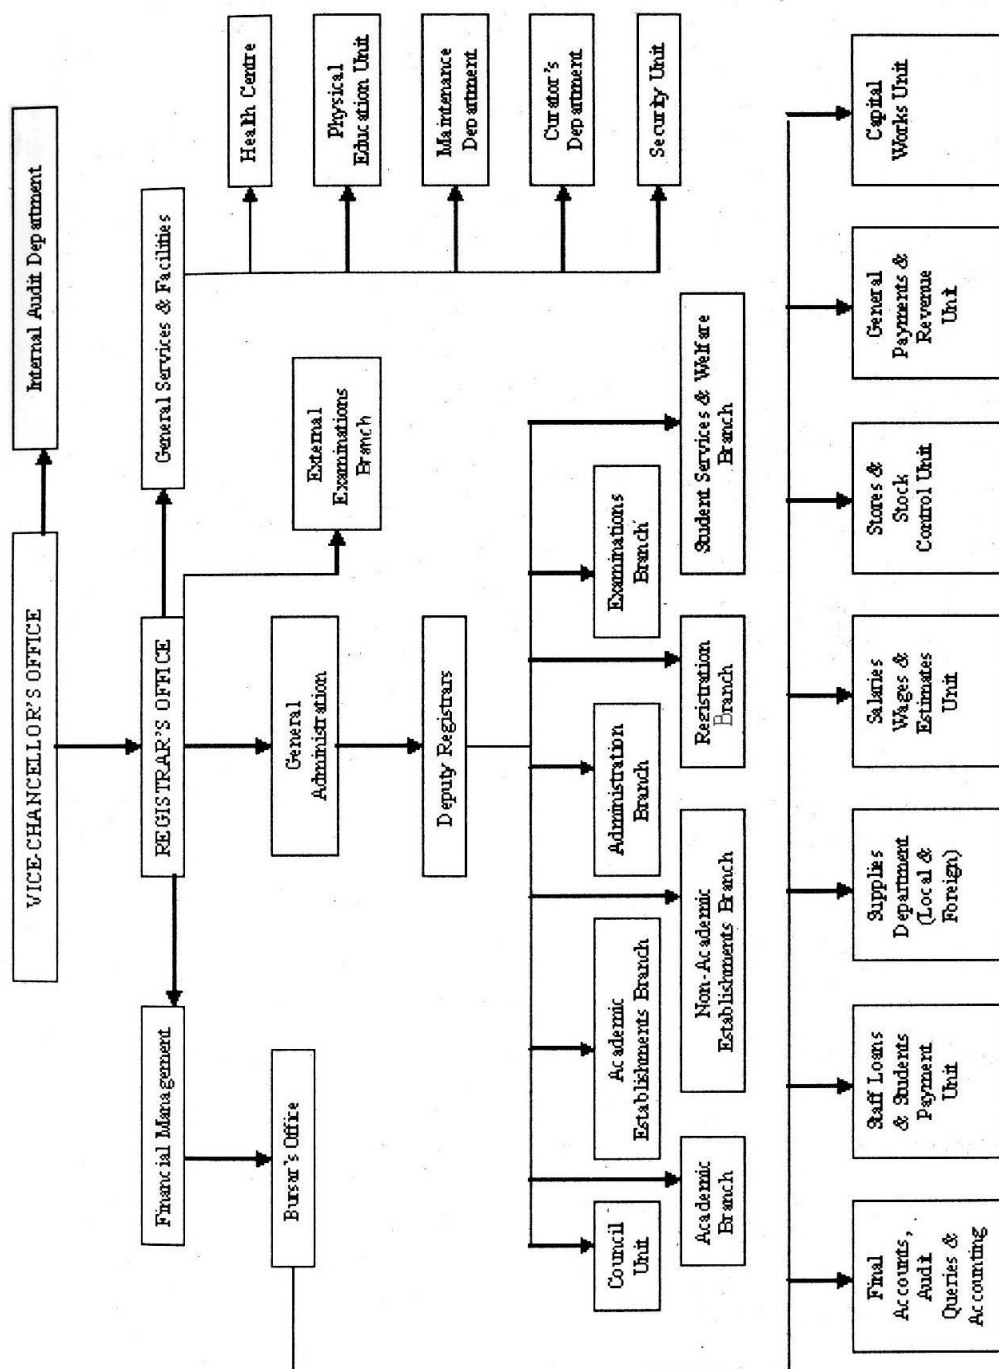 VICE-CHANCELLOR'S OFFICE
Internal Audit Department
Financial Management
REGISTRAR'S OFFICE
General Services & Facilities
Bursar's Office
General
Administration
External
Examinations
Branch
Health Centre
Physical
Education Unit
Maintenance
Department
Curator's
Department
Security Unit
Deputy Registrars
Council
Unit
Academic
Establishments Branch
Administration
Branch
Examinations
Branch
Academic
Branch
Non-Academic
Establishments Branch
Registration
Branch
Student Services & Welfare
Branch
Final
Accounts,
Audit
Queries &
Accounting
Staff Loans
& Students
Payment
Unit
Supplies
Department
(Local &
Foreign)
Salaries
Wages &
Estimates
Unit
Stores &
Stock
Control Unit
General
Payments &
Revenue
Unit
Capital
Works Unit